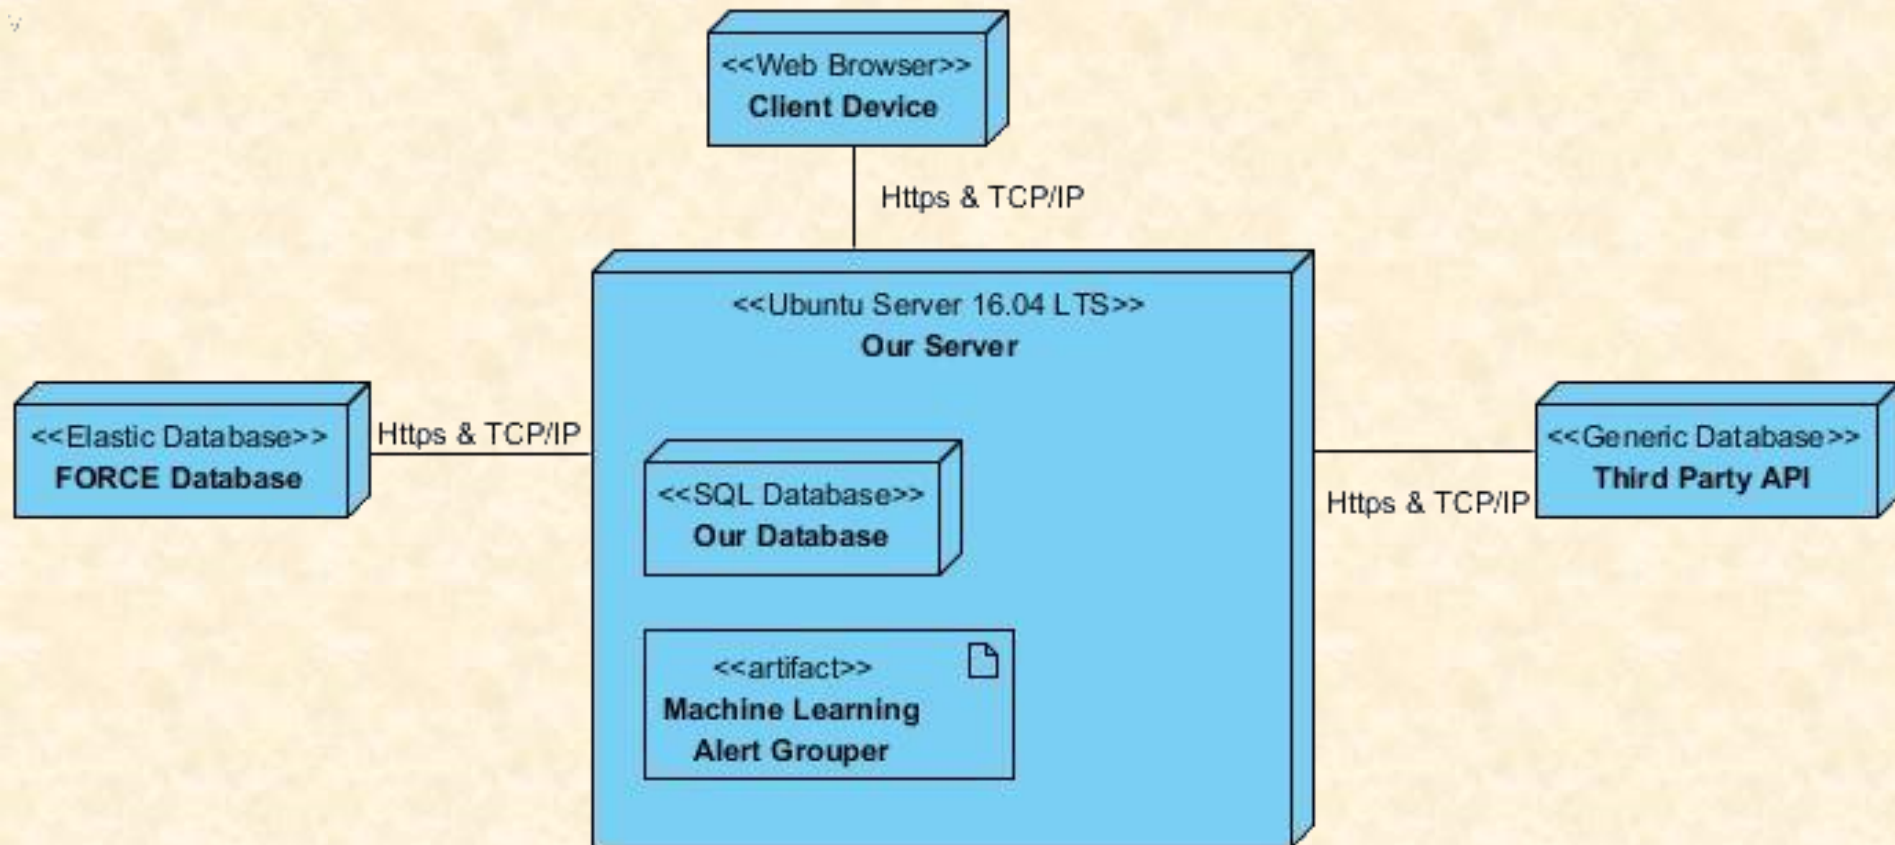 <<Web Browser>>
Client Device
Https & TCP/IP
<<Ubuntu Server 16.04 LTS>>
Our Server
<<Elastic Database>>
FORCE Database
Https & TCP/IP
<<SQL Database>>
Our Database
<<artifact>>
Machine Learning
Alert Grouper
Https & TCP/IP
<<Generic Database>>
Third Party API